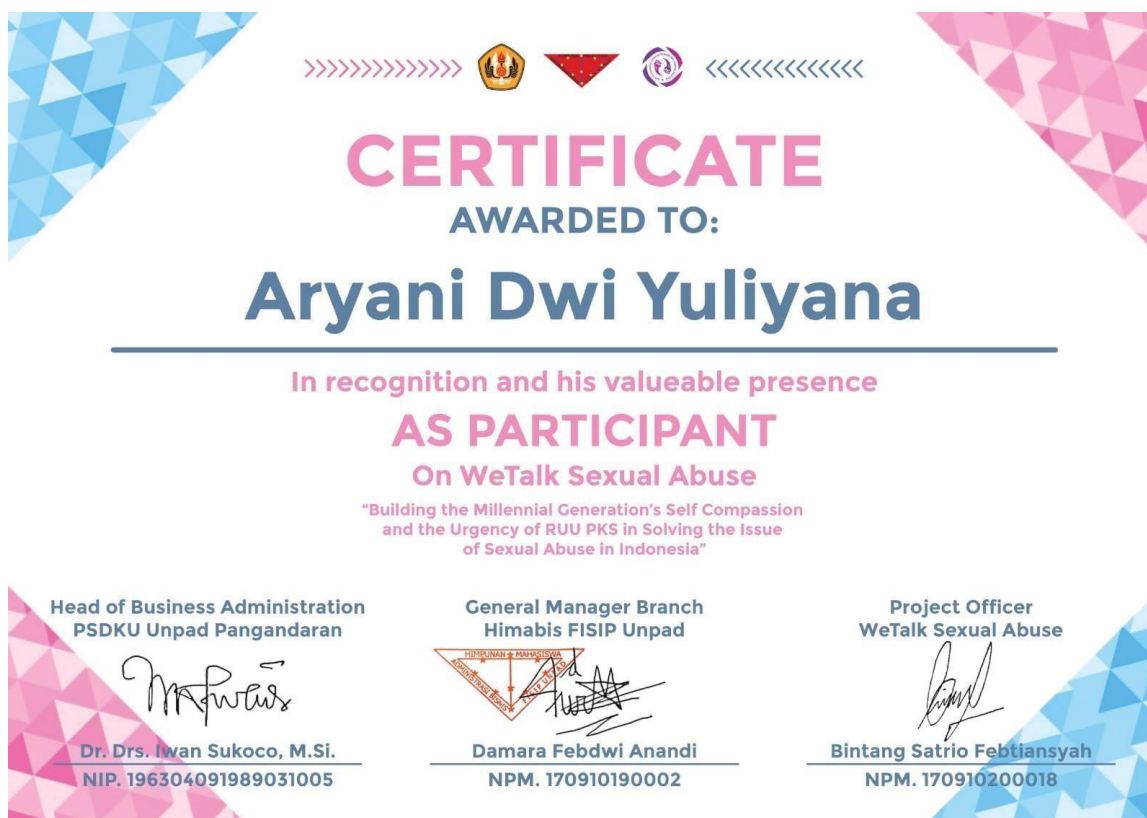 CERTIFICATE
AWARDED TO:
Aryani Dwi Yuliyana
In recognition and his valueable presence
AS PARTICIPANT
On WeTalk Sexual Abuse
"Building the Millennial Generation's Self Compassion
and the Urgency of RUU PKS in Solving the Issue
of Sexual Abuse in Indonesia"
Head of Business Administration
PSDKU Unpad Pangandaran
Dr. Drs. Iwan Sukoco, M.Si.
NIP. 196304091989031005
General Manager Branch
Himabis FISIP Unpad
HIMPUNAN MAHASISWA
ADMINISTRASI BISNIS
FISIP UNPAD
Damara Febdwi Anandi
NPM. 170910190002
Project Officer
WeTalk Sexual Abuse
Bintang Satrio Febtiansyah
NPM. 170910200018